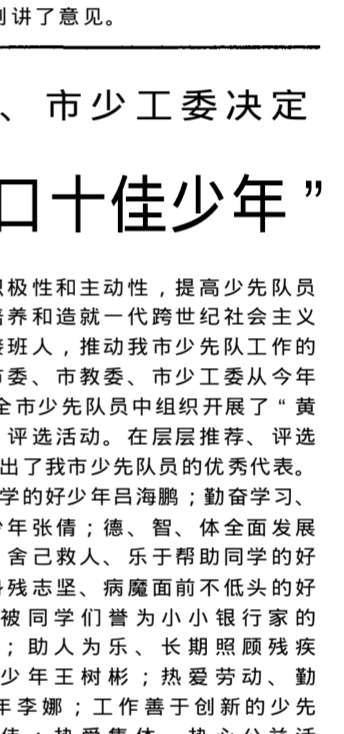 讲了意见。
、市少工委决定
口十佳少年”
极性和主动性，提高少先队员
养和造就一代跨世纪社会主义
班人，推动我市少先队工作的
委、市教委、市少工委从今年
全市少先队员中组织开展了“黄
评选活动。在层层推荐、评选
出了我市少先队员的优秀代表。
学的好少年吕海鹏；勤奋学习、
年张倩；德、智、体全面发展
舍己救人、乐于帮助同学的好
残志坚、病魔面前不低头的好
被同学们誉为小小银行家的
；助人为乐、长期照顾残疾
少年王树彬；热爱劳动、勤
年李娜；工作善于创新的少先